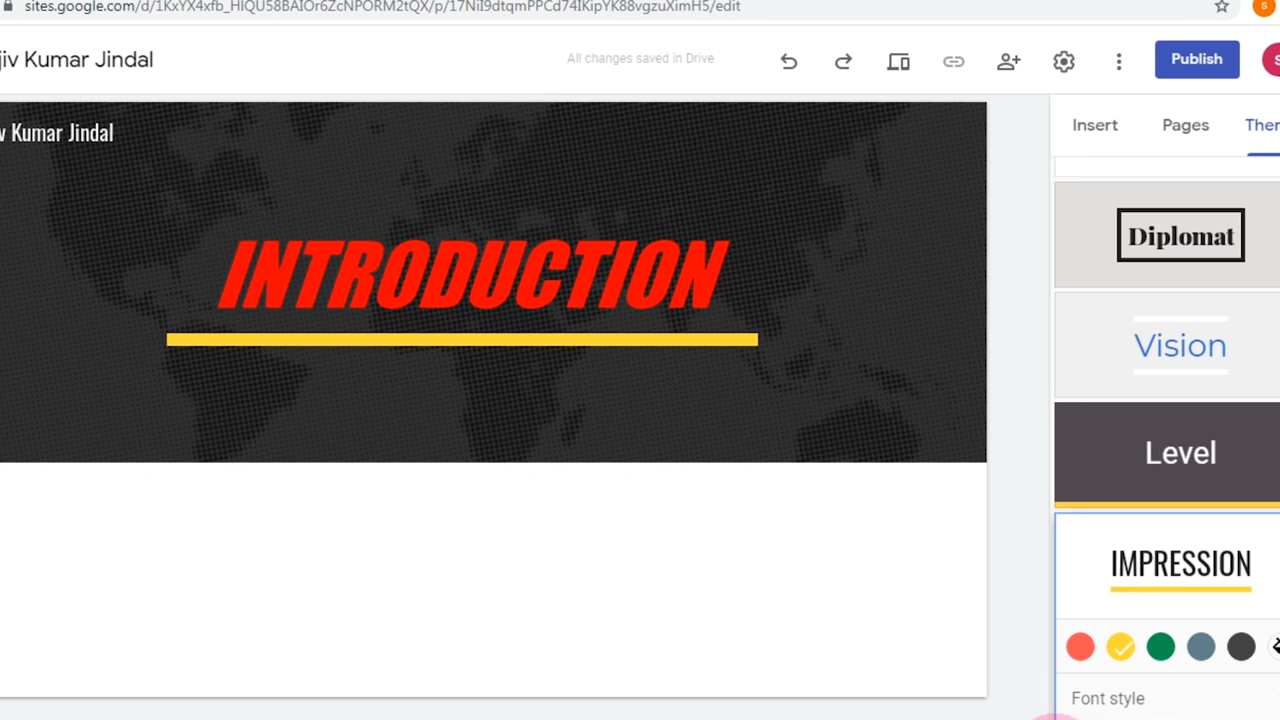 sites.google.com/d/1KxYX4xfb_HIQU58BAIOr6ZcNPORM2tQX/p/17NiI9dtqmPPCd74IKipYK88vgzuXimH5/edit
S
jiv Kumar Jindal
All changes saved in Drive
Publish
S
v Kumar Jindal
INTRODUCTION
Insert
Pages
Ther
Diplomat
Vision
Level
IMPRESSION
Font style